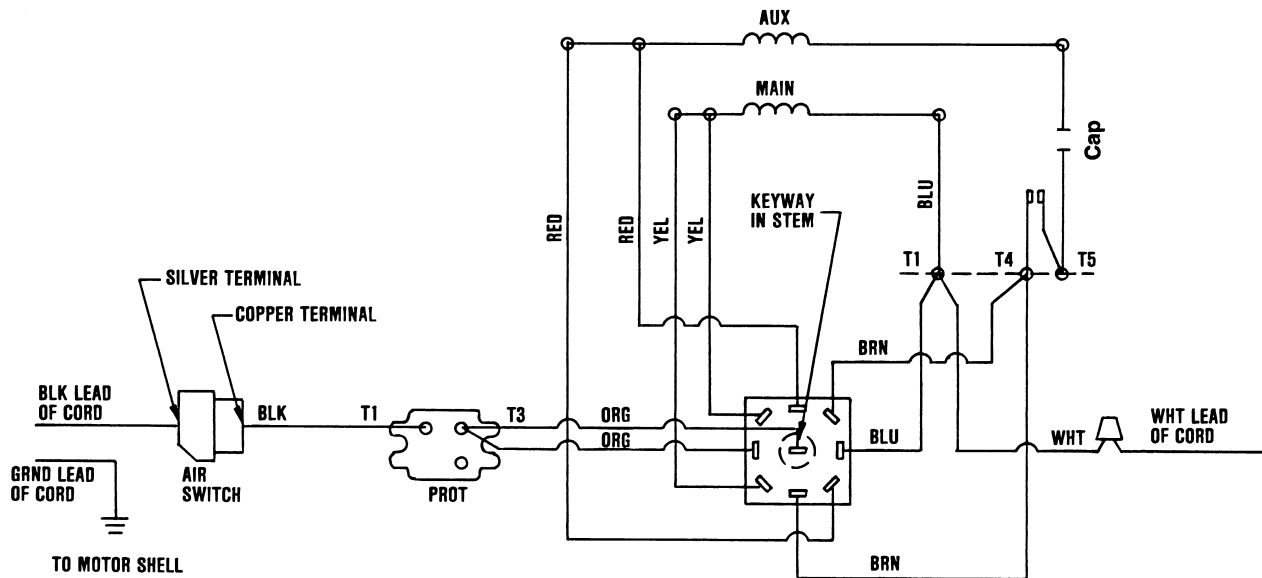 AUX
MAIN
Cap
RED
RED
YEL
YEL
BLU
KEYWAY
IN STEM
T1
T4
T5
SILVER TERMINAL
COPPER TERMINAL
BRN
BLK LEAD
OF CORD
BLK
T1
T3
ORG
ORG
BLU
WHT
WHT LEAD
OF CORD
GRND LEAD
OF CORD
AIR
SWITCH
PROT
TO MOTOR SHELL
BRN